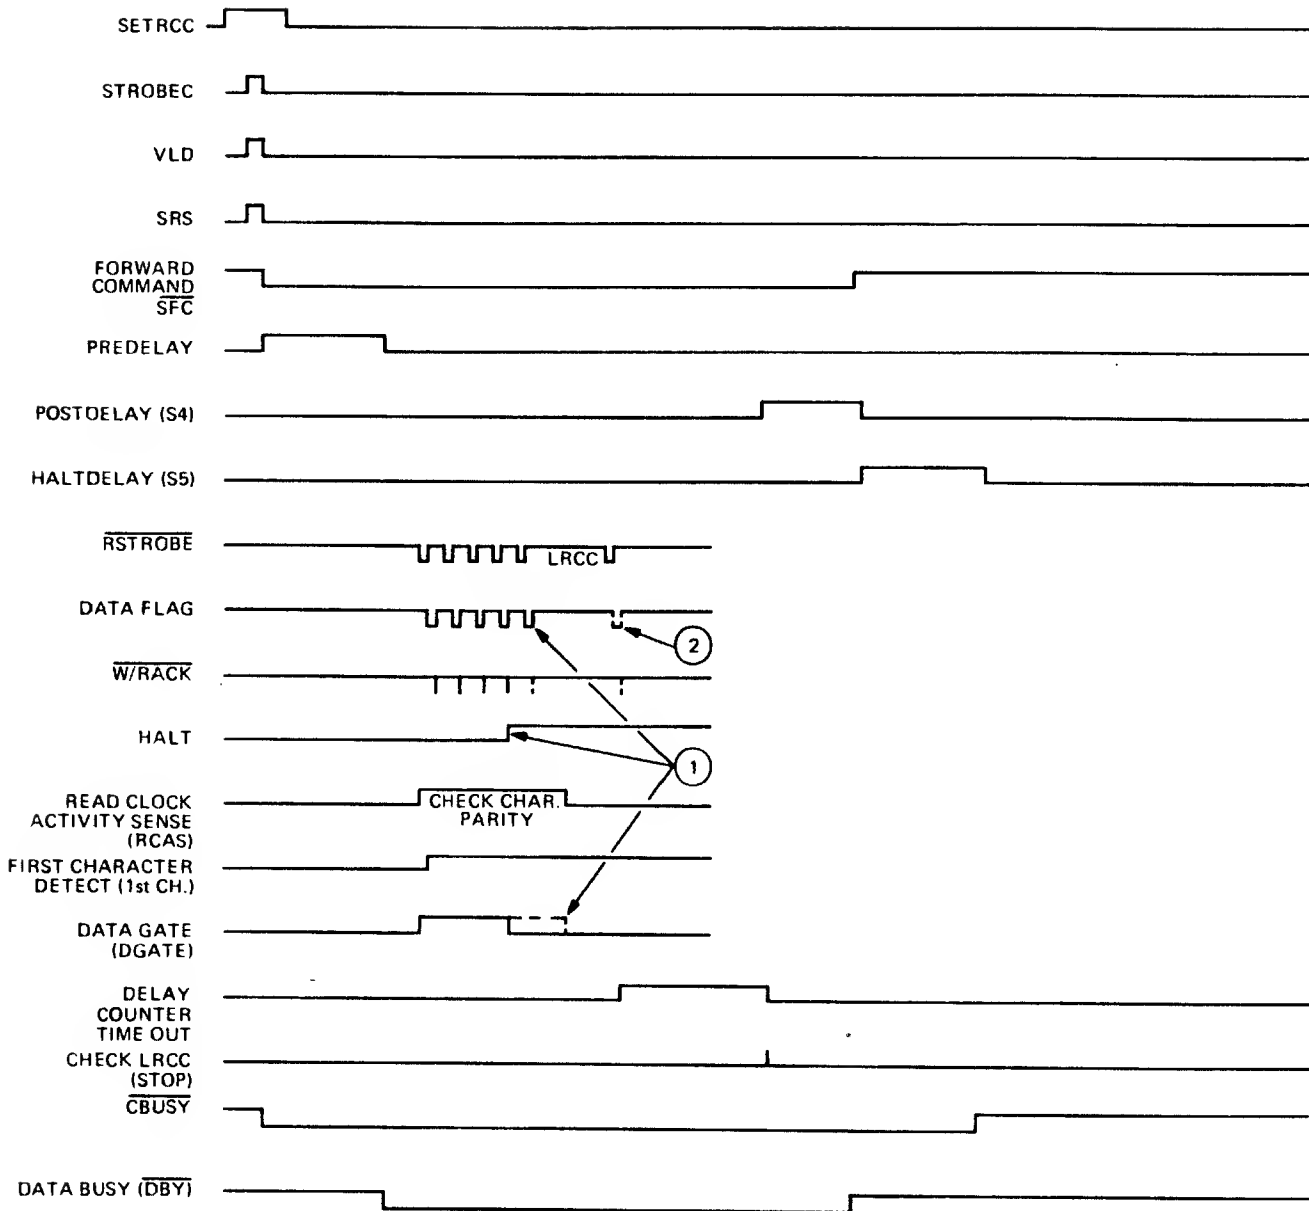 SETRCC
STROBEC
VLD
SRS
FORWARD
COMMAND
SFC
PREDELAY
POSTDELAY (S4)
HALTDELAY (S5)
RSTROBE
LRCC
DATA FLAG
2
W/RACK
HALT
1
READ CLOCK
ACTIVITY SENSE
(RCAS)
CHECK CHAR.
PARITY
FIRST CHARACTER
DETECT (1st CH.)
DATA GATE
(DGATE)
DELAY
COUNTER
TIME OUT
CHECK LRCC
(STOP)
CBUSY
DATA BUSY (DBY)